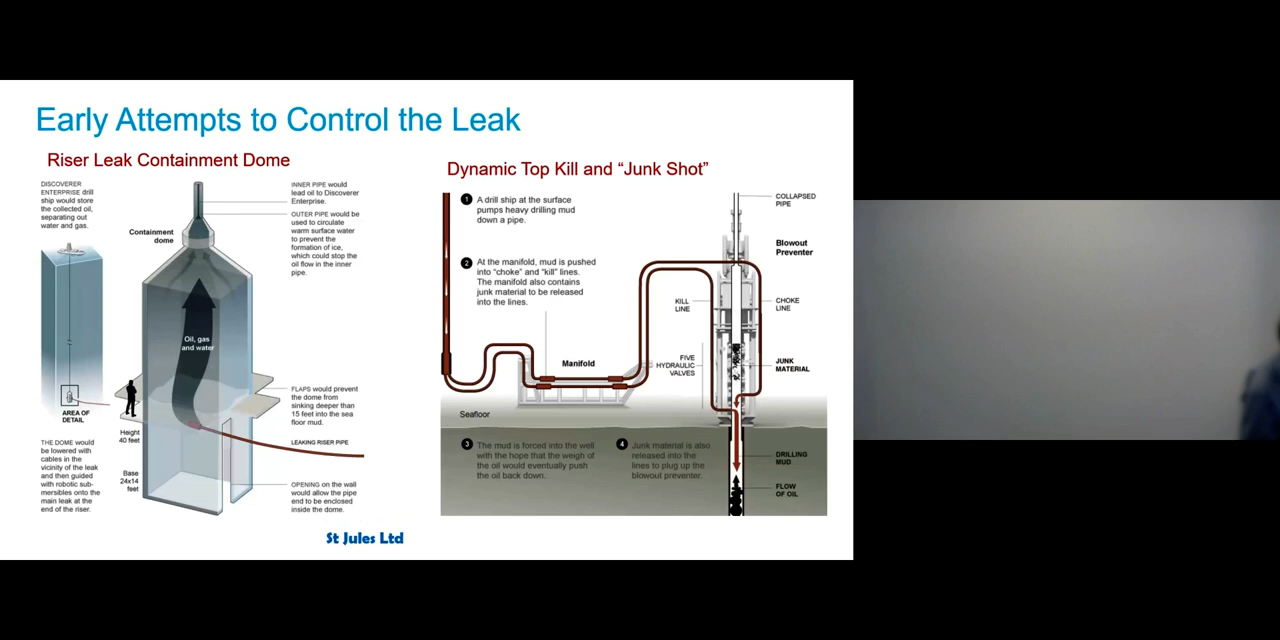 Early Attempts to Control the Leak
Riser Leak Containment Dome
DISCOVERER
ENTERPRISE drill
ship would store
the collected oil,
separating out
water and gas.
Containment
dome
INNER PIPE would
lead oil to Discoverer
Enterprise.
OUTER PIPE would be
used to circulate
warm surface water
to prevent the
formation of ice,
which could stop the
oil flow in the inner
pipe.
Oil, gas
and water
AREA OF
DETAIL
Height
40 feet
FLAPS would prevent
the dome from
sinking deeper than
15 feet into the sea
floor mud.
LEAKING RISER PIPE
THE DOME would
be lowered with
cables in the
vicinity of the leak
and then guided
with robotic sub-
mersibles onto the
main leak at the
end of the riser.
Base
24x14
feet
OPENING on the wall
would allow the pipe
end to be enclosed
inside the dome.
Dynamic Top Kill and “Junk Shot”
1 A drill ship at the surface
pumps heavy drilling mud
down a pipe.
2 At the manifold, mud is pushed
into “choke” and “kill” lines.
The manifold also contains
junk material to be released
into the lines.
COLLAPSED
PIPE
Blowout
Preventer
KILL
LINE
CHOKE
LINE
Manifold
FIVE
HYDRAULIC
VALVES
JUNK
MATERIAL
Seafloor
3 The mud is forced into the well
with the hope that the weigh of
the oil would eventually push
the oil back down.
4 Junk material is also
released into the
lines to plug up the
blowout preventer.
DRILLING
MUD
FLOW
OF OIL
St Jules Ltd